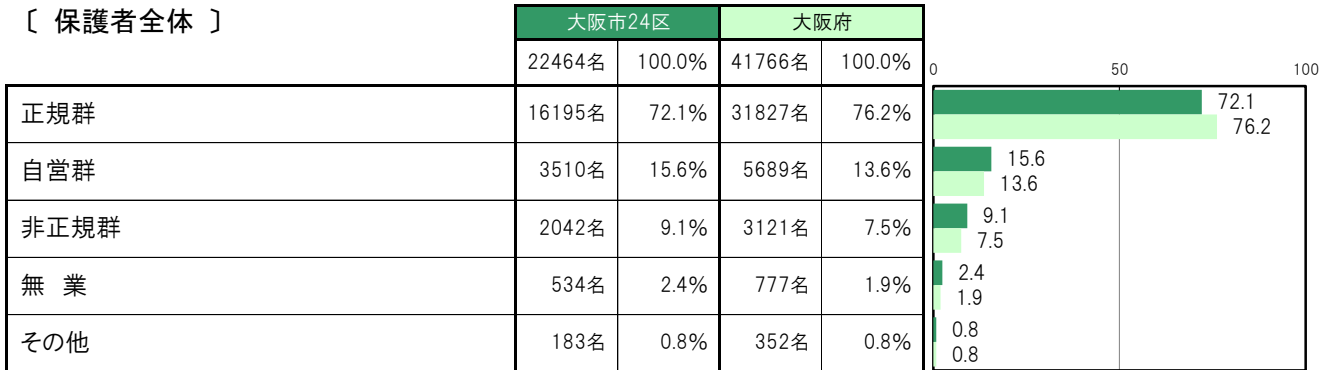 〔 保護者全体 〕
大阪市24区 大阪府
22464名 100.0% 41766名 100.0%
0 50 100
正規群 16195名 72.1% 31827名 76.2% 72.1
76.2
自営群 3510名 15.6% 5689名 13.6% 15.6
13.6
非正規群 2042名 9.1% 3121名 7.5% 9.1
7.5
無 業 534名 2.4% 777名 1.9% 2.4
1.9
その他 183名 0.8% 352名 0.8% 0.8
0.8